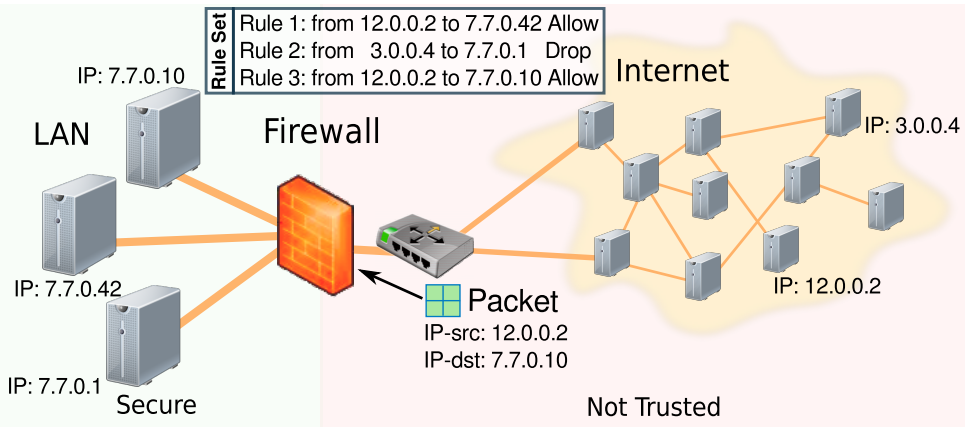 Rule Set
Rule 1: from 12.0.0.2 to 7.7.0.42 Allow
Rule 2: from 3.0.0.4 to 7.7.0.1 Drop
Rule 3: from 12.0.0.2 to 7.7.0.10 Allow
IP: 7.7.0.10
Internet
LAN
Firewall
IP: 3.0.0.4
IP: 7.7.0.42
IP: 12.0.0.2
Packet
IP-src: 12.0.0.2
IP-dst: 7.7.0.10
IP: 7.7.0.1
Secure
Not Trusted